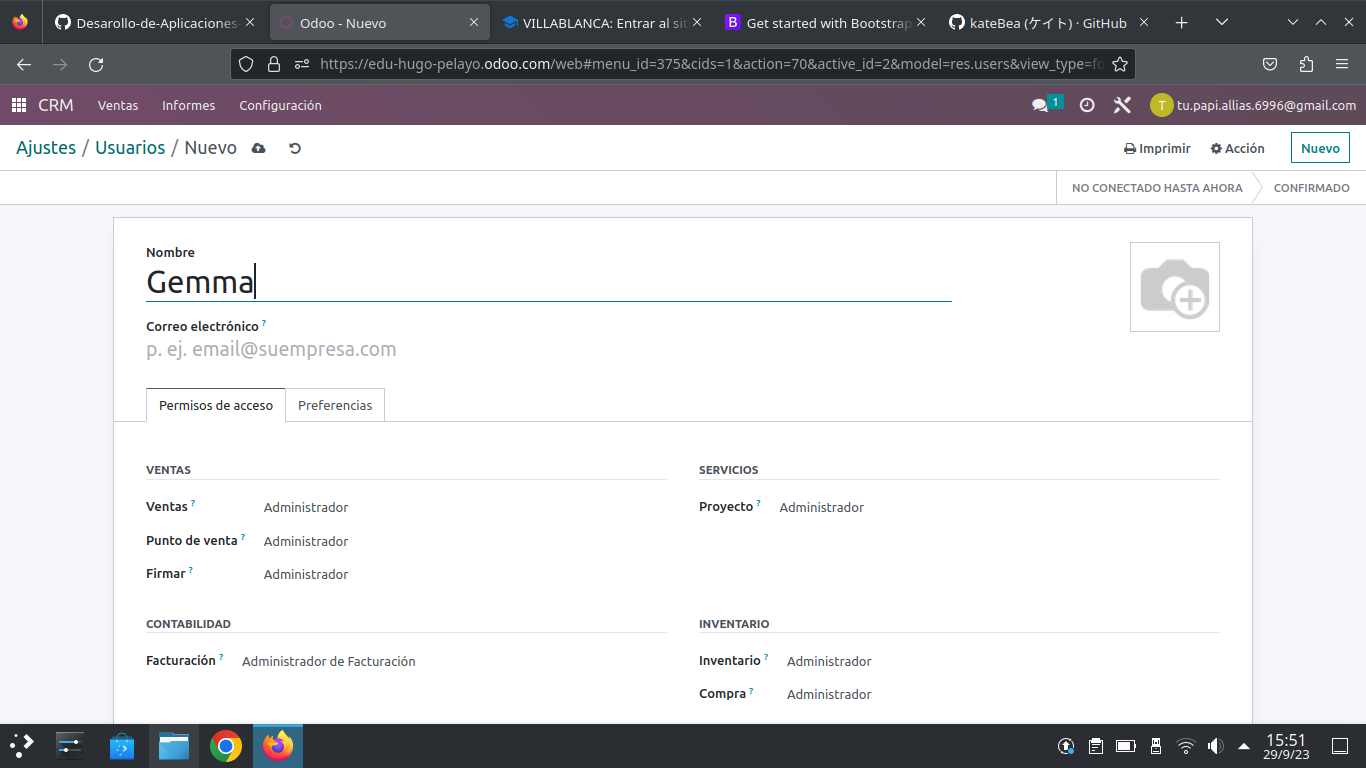 Desarollo-de-Aplicaciones-
Odoo - Nuevo
VILLABLANCA: Entrar al sit
Get started with Bootstrap
kateBea (ケイト) · GitHub
https://edu-hugo-pelayo.odoo.com/web#menu_id=375&cids=1&action=70&active_id=2&model=res.users&view_type=fo
CRM Ventas Informes Configuración 1 T tu.papi.allias.6996@gmail.com
Ajustes / Usuarios / Nuevo Imprimir Acción Nuevo
NO CONECTADO HASTA AHORA CONFIRMADO
Nombre
Gemma
Correo electrónico ?
p. ej. email@suempresa.com
Permisos de acceso Preferencias
VENTAS SERVICIOS
Ventas ? Administrador Proyecto ? Administrador
Punto de venta ? Administrador
Firmar ? Administrador
CONTABILIDAD INVENTARIO
Facturación ? Administrador de Facturación Inventario ? Administrador
Compra ? Administrador
15:51
29/9/23